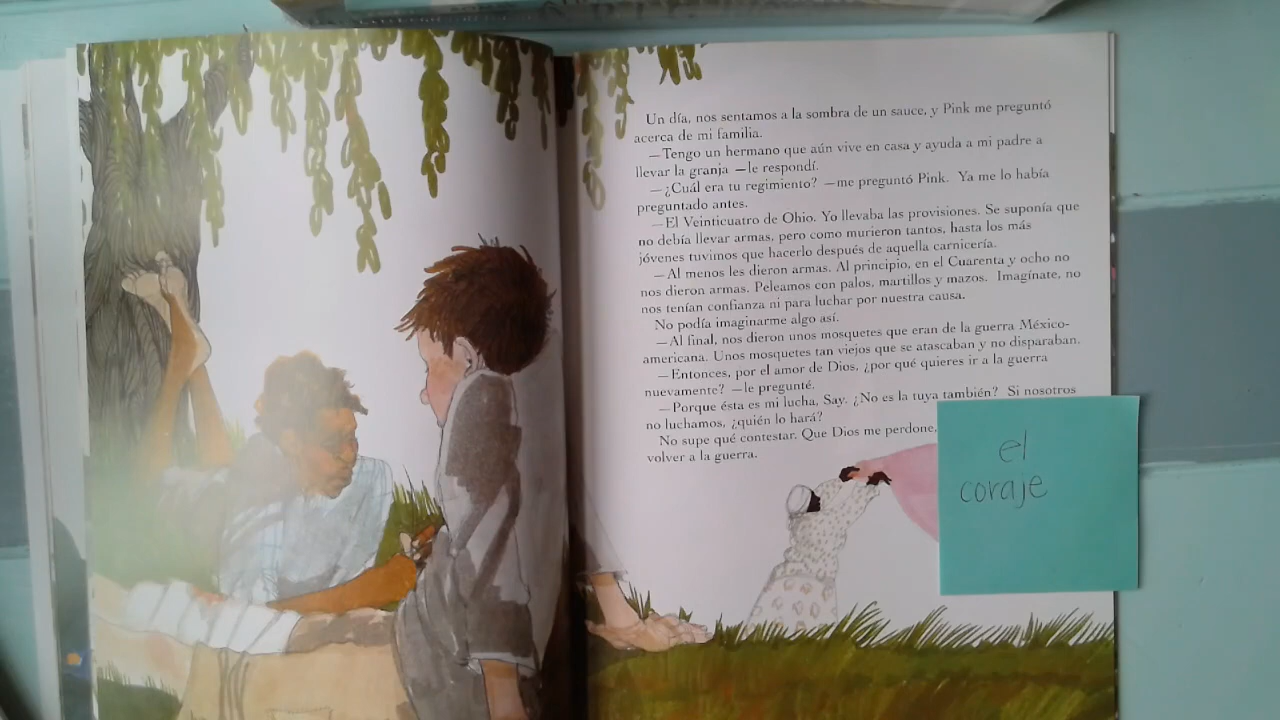 Un día, nos sentamos a la sombra de un sauce, y Pink me preguntó
acerca de mi familia.
—Tengo un hermano que aún vive en casa y ayuda a mi padre a
llevar la granja —le respondí.
—¿Cuál era tu regimiento? —me preguntó Pink. Ya me lo había
preguntado antes.
—El Veinticuatro de Ohio. Yo llevaba las provisiones. Se suponía que
no debía llevar armas, pero como murieron tantos, hasta los más
jóvenes tuvimos que hacerlo después de aquella carnicería.
—Al menos les dieron armas. Al principio, en el Cuarenta y ocho no
nos dieron armas. Peleamos con palos, martillos y mazos. Imagínate, no
nos tenían confianza ni para luchar por nuestra causa.
No podía imaginarme algo así.
—Al final, nos dieron unos mosquetes que eran de la guerra México-
americana. Unos mosquetes tan viejos que se atascaban y no disparaban.
—Entonces, por el amor de Dios, ¿por qué quieres ir a la guerra
nuevamente? —le pregunté.
—Porque ésta es mi lucha, Say. ¿No es la tuya también? Si nosotros
no luchamos, ¿quién lo hará?
No supe qué contestar. Que Dios me perdone,
volver a la guerra.
el
coraje